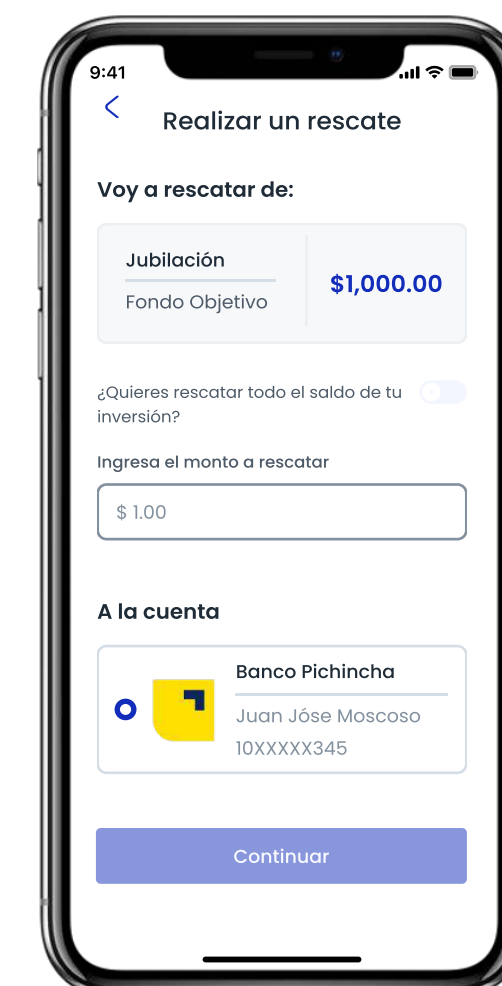 9:41
Realizar un rescate
Voy a rescatar de:
Jubilación
Fondo Objetivo
$1,000.00
¿Quieres rescatar todo el saldo de tu
inversión?
Ingresa el monto a rescatar
$ 1.00
A la cuenta
Banco Pichincha
Juan Jóse Moscoso
10XXXXX345
Continuar